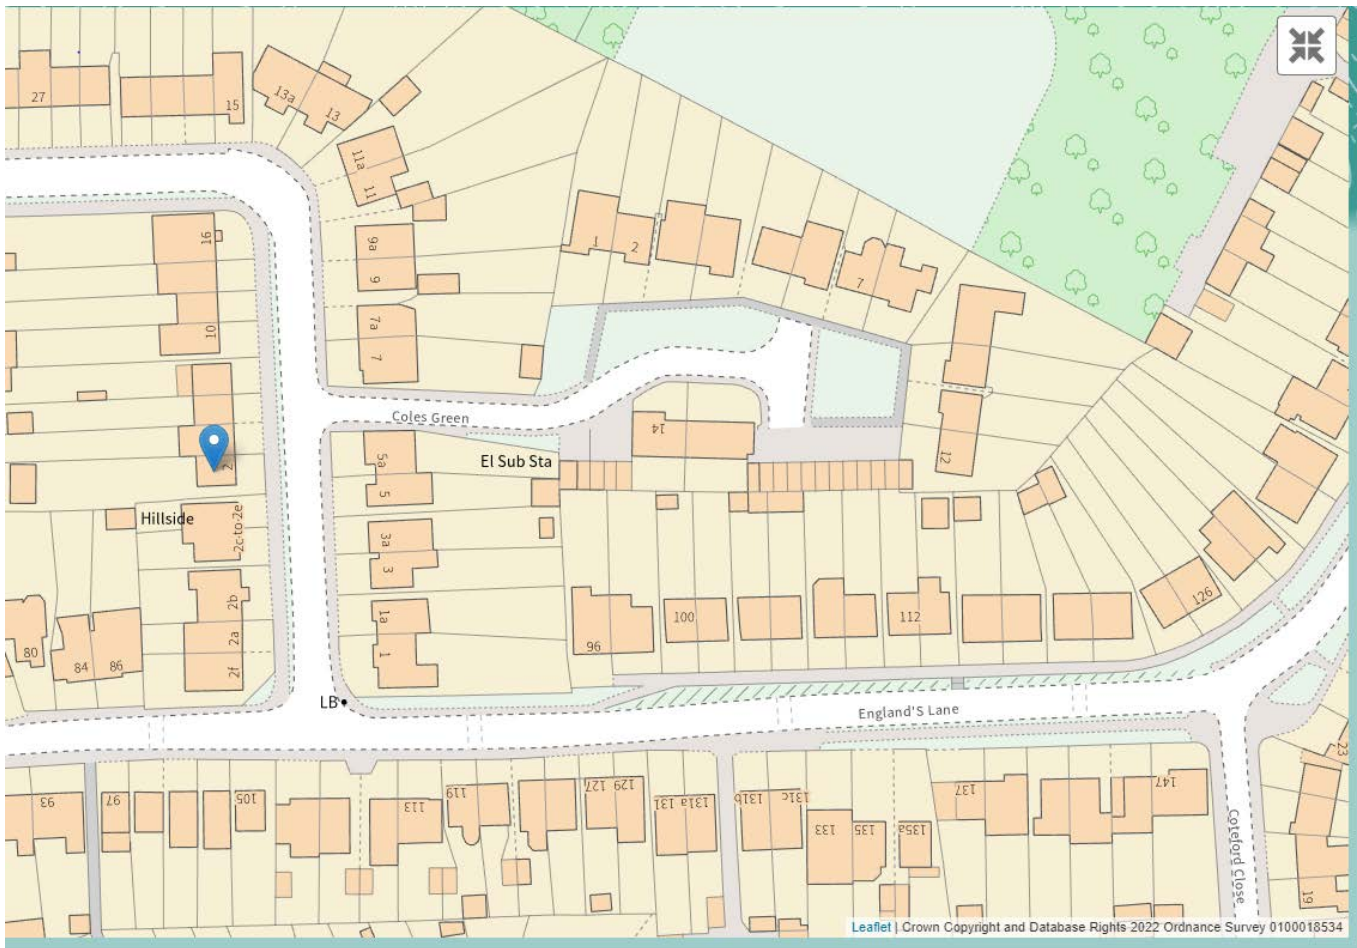 27
15
13a
13
11a
11
16
9a
9
1
2
7
10
7a
7
Coles Green
14
5a
El Sub Sta
12
2
5
Hillside
2c-to-2e
3a
3
2b
1a
100
112
126
2a
96
80
84
86
1
2f
LB
England'S Lane
93
97
105
113
119
127
129
131
131a
131b
131c
133
135
135a
137
147
23
Coteford Close
19
Leaflet | Crown Copyright and Database Rights 2022 Ordnance Survey 0100018534